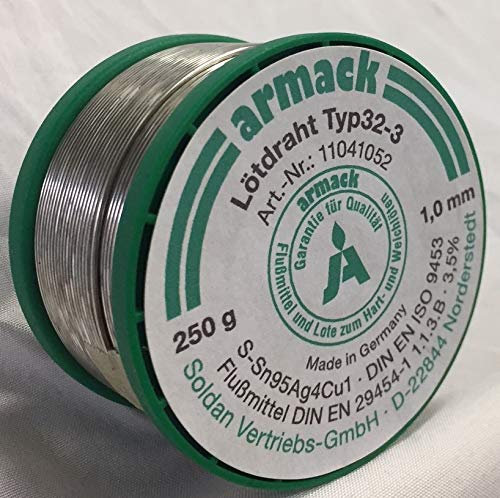 armack
Lötdraht Typ32-3
Art.-Nr.: 11041052
armack
Garantie für Qualität
Flußmittel und Lote zum Hart- und Weichlöten
250 g
1,0 mm
Made in Germany
S-Sn95Ag4Cu1 · DIN EN ISO 9453
Flußmittel DIN EN 29454-1 1.1.3.B · 3,5%
Soldan Vertriebs-GmbH · D-22844 Norderstedt